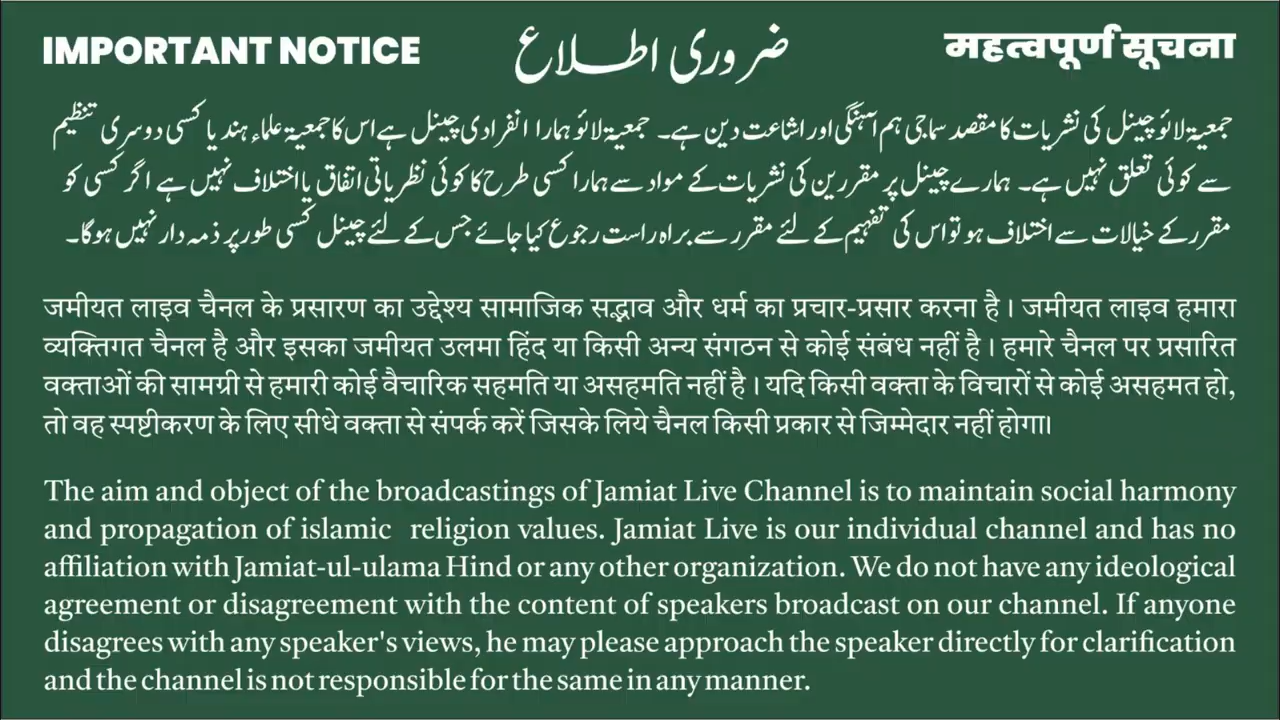 IMPORTANT NOTICE
ضروری اطلاع
महत्वपूर्ण सूचना
جمعیۃ لائو چینل کی نشریات کا مقصد سماجی ہم آہنگی اور اشاعت دین ہے۔ جمعیۃ لائو ہمارا انفرادی چینل ہے اس کا جمعیۃ علماء ہند یا کسی دوسری تنظیم
سے کوئی تعلق نہیں ہے۔ ہمارے چینل پر مقررین کی نشریات کے مواد سے ہمارا کسی طرح کا کوئی نظریاتی اتفاق یا اختلاف نہیں ہے اگر کسی کو
مقرر کے خیالات سے اختلاف ہو تو اس کی تفہیم کے لئے مقرر سے براہ راست رجوع کیا جائے جس کے لئے چینل کسی طور پر ذمہ دار نہیں ہوگا۔
जमीयत लाइव चैनल के प्रसारण का उद्देश्य सामाजिक सद्भाव और धर्म का प्रचार-प्रसार करना है। जमीयत लाइव हमारा
व्यक्तिगत चैनल है और इसका जमीयत उलमा हिंद या किसी अन्य संगठन से कोई संबंध नहीं है। हमारे चैनल पर प्रसारित
वक्ताओं की सामग्री से हमारी कोई वैचारिक सहमति या असहमति नहीं है। यदि किसी वक्ता के विचारों से कोई असहमत हो,
तो वह स्पष्टीकरण के लिए सीधे वक्ता से संपर्क करें जिसके लिये चैनल किसी प्रकार से जिम्मेदार नहीं होगा।
The aim and object of the broadcastings of Jamiat Live Channel is to maintain social harmony
and propagation of islamic religion values. Jamiat Live is our individual channel and has no
affiliation with Jamiat-ul-ulama Hind or any other organization. We do not have any ideological
agreement or disagreement with the content of speakers broadcast on our channel. If anyone
disagrees with any speaker's views, he may please approach the speaker directly for clarification
and the channel is not responsible for the same in any manner.